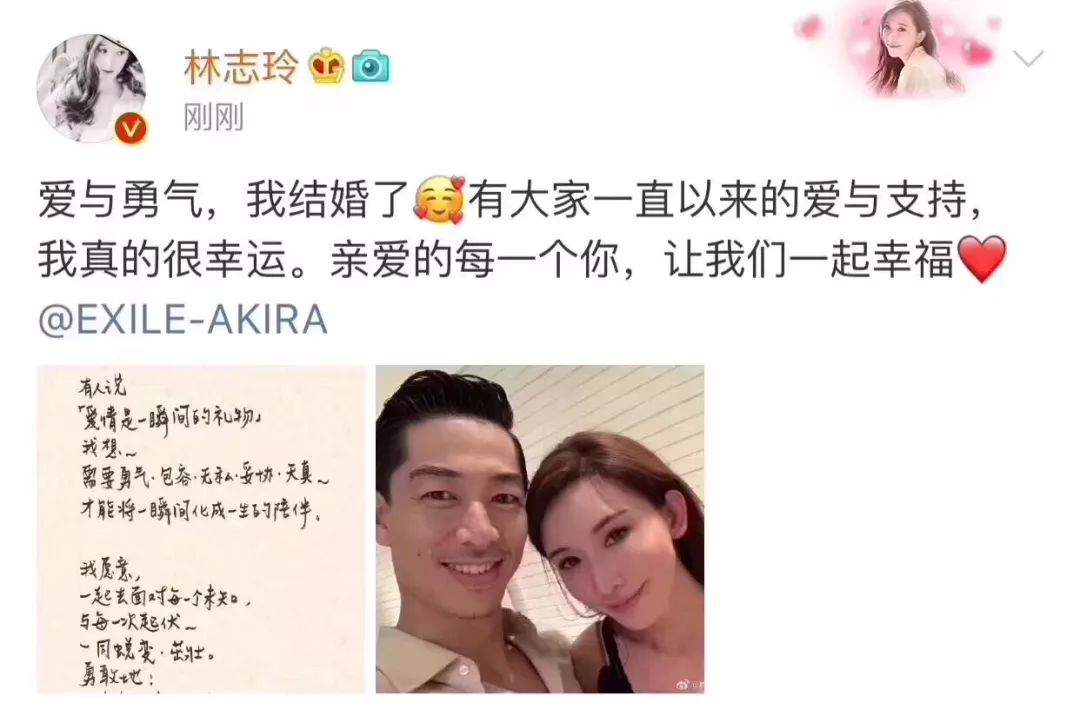 林志玲
刚刚
爱与勇气，我结婚了🥰有大家一直以来的爱与支持，
我真的很幸运。亲爱的每一个你，让我们一起幸福❤️
@EXILE-AKIRA
有人说
「爱情是一瞬间的礼物」
我想~
需要勇气·包容·无私·妥协·天真~
才能将一瞬间化成一生的陪伴。
我愿意，
一起去面对每一个未知，
与每一次起伏~
一同蜕变·茁壮。
勇敢地：